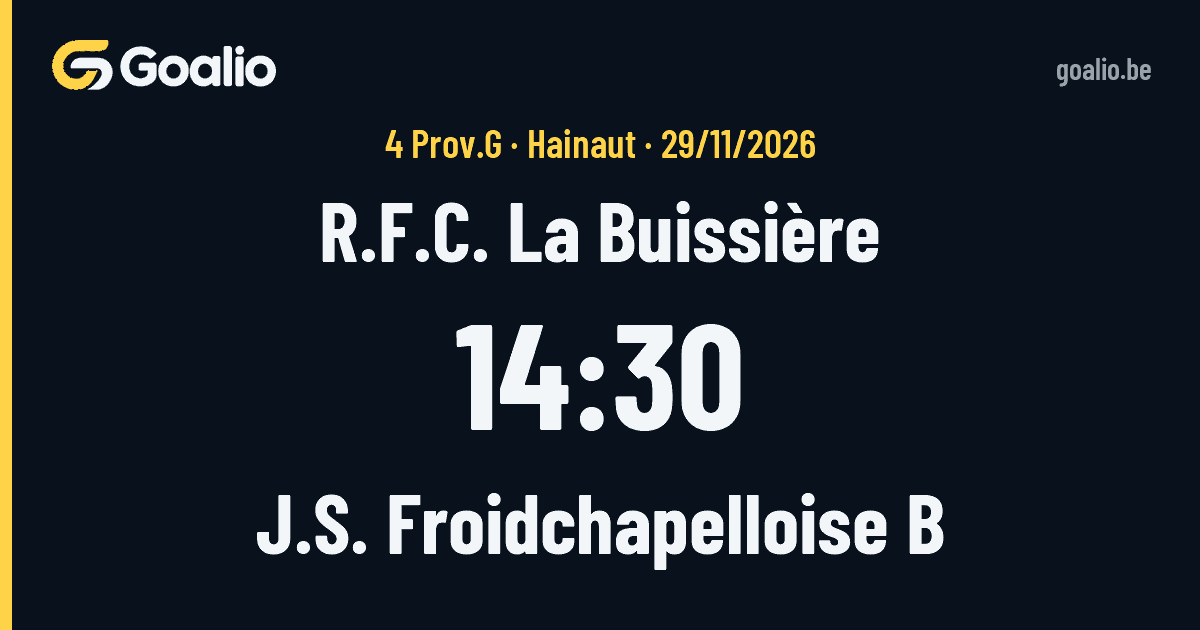 Goalio
goalio.be
4 Prov.G · Hainaut · 29/11/2026
R.F.C. La Buissière
14:30
J.S. Froidchapelloise B